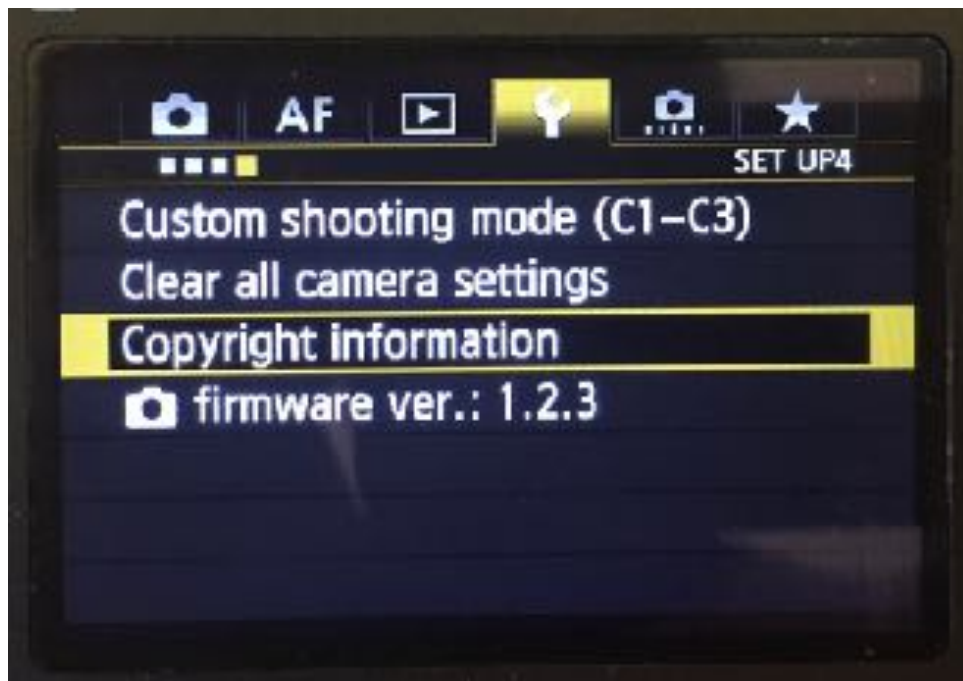 AF
SET UP4
Custom shooting mode (C1–C3)
Clear all camera settings
Copyright information
firmware ver.: 1.2.3